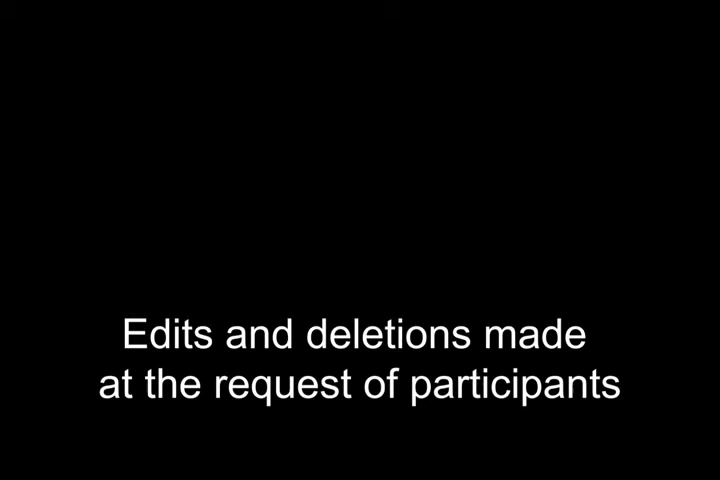 Edits and deletions made
at the request of participants